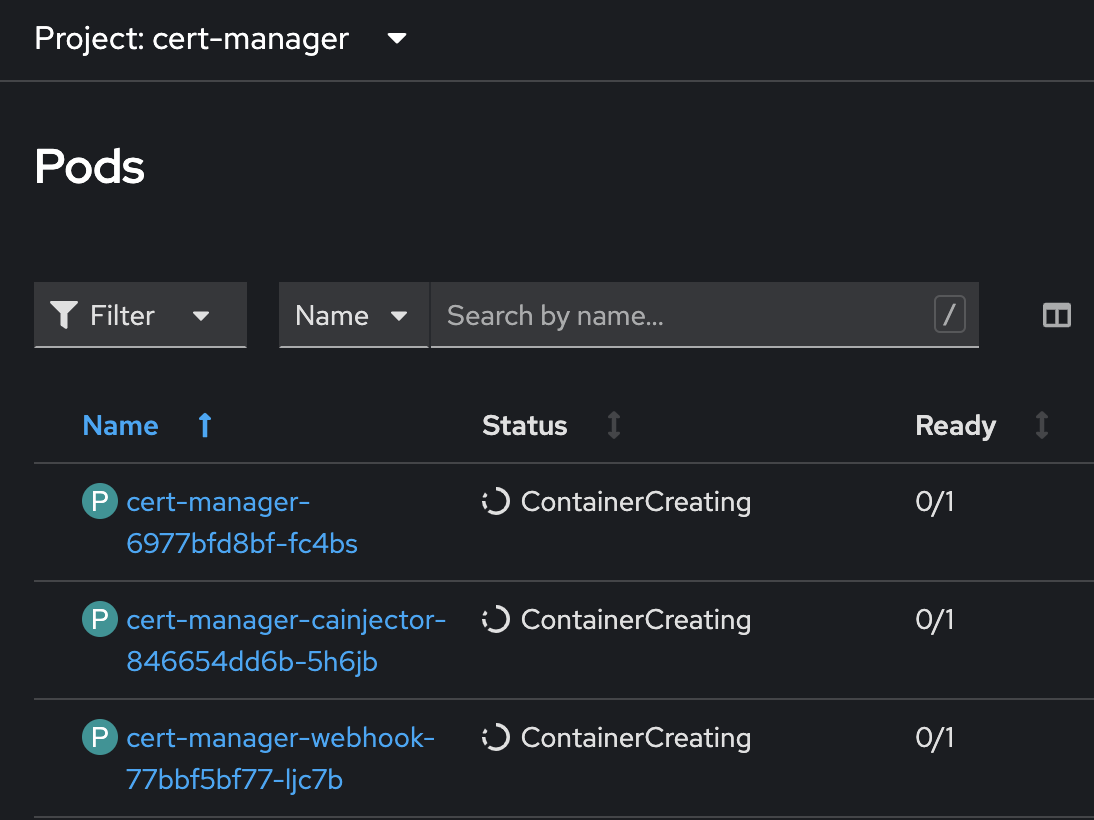 Project: cert-manager
Pods
Filter Name Search by name... /
Name Status Ready
P cert-manager- ContainerCreating 0/1
6977bfd8bf-fc4bs
P cert-manager-cainjector- ContainerCreating 0/1
846654dd6b-5h6jb
P cert-manager-webhook- ContainerCreating 0/1
77bbf5bf77-ljc7b